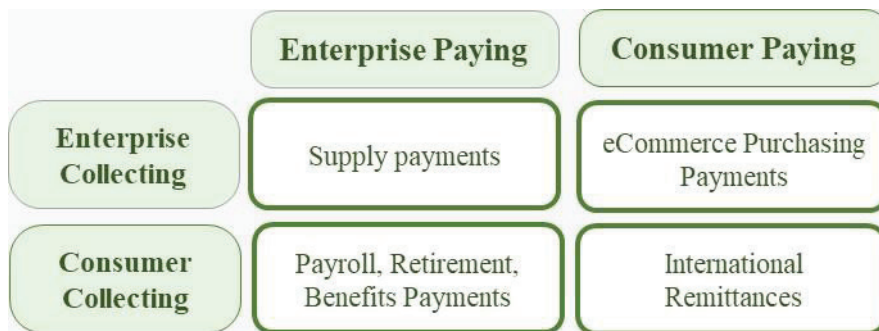 Enterprise Paying
Consumer Paying
Enterprise
Collecting
Supply payments
eCommerce Purchasing
Payments
Consumer
Collecting
Payroll, Retirement,
Benefits Payments
International
Remittances